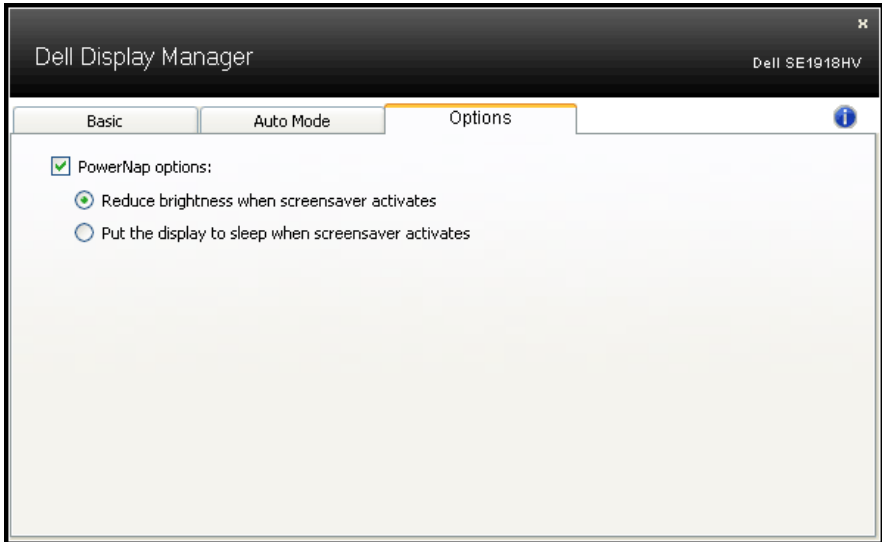 Dell Display Manager
Dell SE1918HV
Basic
Auto Mode
Options
PowerNap options:
Reduce brightness when screensaver activates
Put the display to sleep when screensaver activates